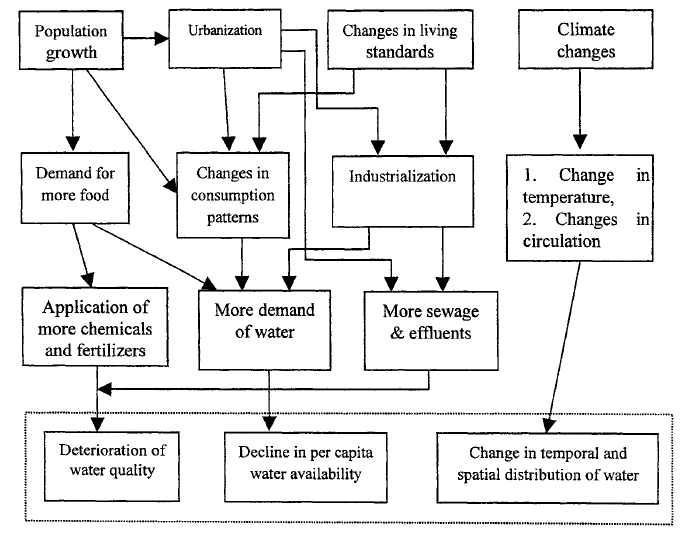 Population
growth
Urbanization
Changes in living
standards
Climate
changes
Demand for
more food
Changes in
consumption
patterns
Industrialization
1. Change in
temperature,
2. Changes in
circulation
Application of
more chemicals
and fertilizers
More demand
of water
More sewage
& effluents
Deterioration of
water quality
Decline in per capita
water availability
Change in temporal and
spatial distribution of water